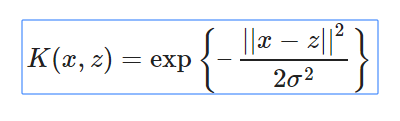 K(x, z) = exp { − ||x − z||² / 2σ² }